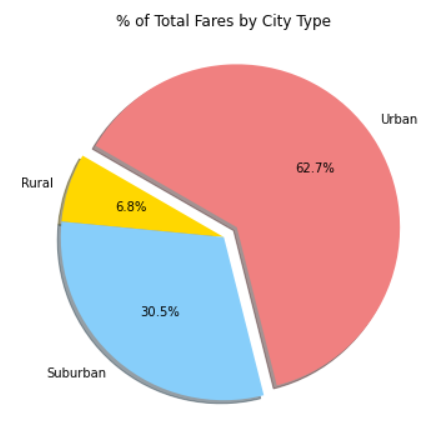 % of Total Fares by City Type
Urban
62.7%
Rural
6.8%
30.5%
Suburban